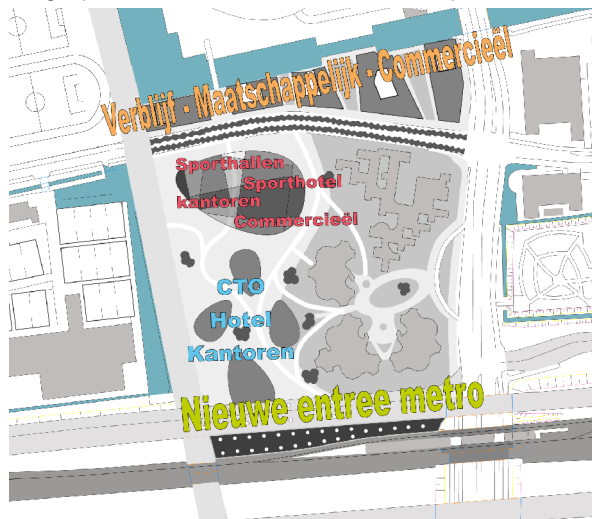 Verblijf - Maatschappelijk - Commercieël
Sporthallen
Sporthotel
kantoren
Commercieël
CTO
Hotel
Kantoren
Nieuwe entree metro